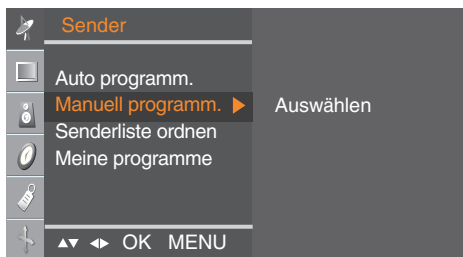 Sender
Auto programm.
Manuell programm. ▶ Auswählen
Senderliste ordnen
Meine programme
▲▼ ◀▶ OK MENU